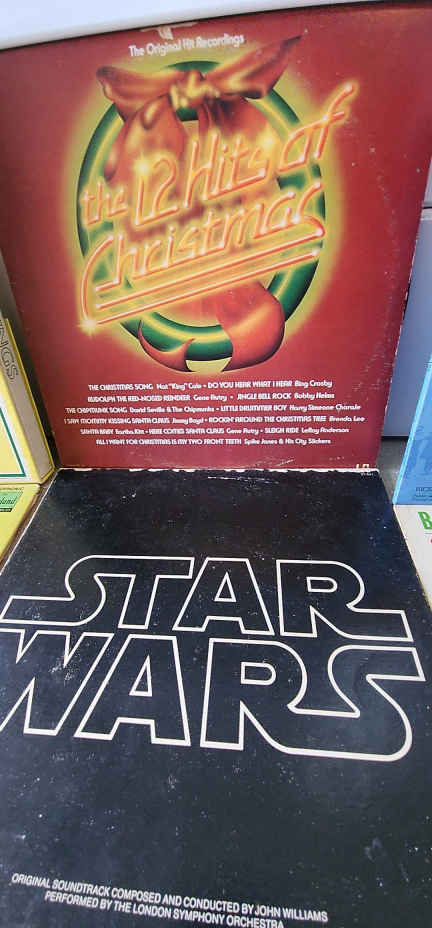 The Original Hit Recordings
the 12 Hits of
Christmas
THE CHRISTMAS SONG Nat "King" Cole • DO YOU HEAR WHAT I HEAR Bing Crosby
RUDOLPH THE RED-NOSED REINDEER Gene Autry • JINGLE BELL ROCK Bobby Helms
THE CHIPMUNK SONG David Seville & The Chipmunks • LITTLE DRUMMER BOY Harry Simeone Chorale
I SAW MOMMY KISSING SANTA CLAUS Jimmy Boyd • ROCKIN' AROUND THE CHRISTMAS TREE Brenda Lee
SANTA BABY Eartha Kitt • HERE COMES SANTA CLAUS Gene Autry • SLEIGH RIDE LeRoy Anderson
ALL I WANT FOR CHRISTMAS IS MY TWO FRONT TEETH Spike Jones & His City Slickers
STAR
WARS
ORIGINAL SOUNDTRACK COMPOSED AND CONDUCTED BY JOHN WILLIAMS
PERFORMED BY THE LONDON SYMPHONY ORCHESTRA